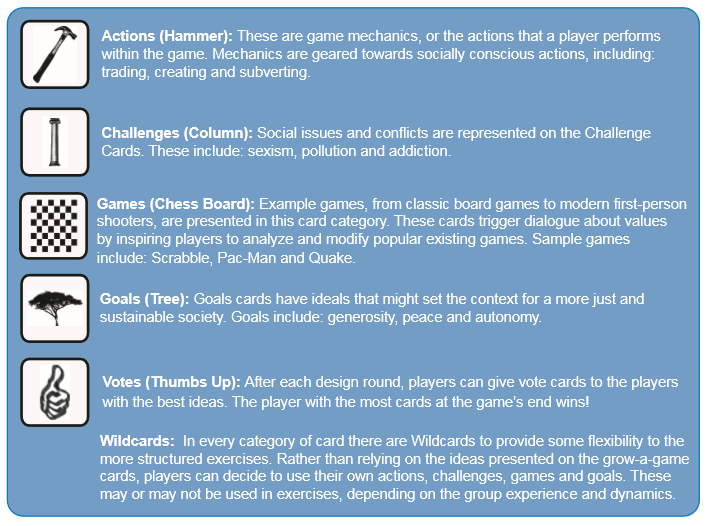 Actions (Hammer): These are game mechanics, or the actions that a player performs
within the game. Mechanics are geared towards socially conscious actions, including:
trading, creating and subverting.
Challenges (Column): Social issues and conflicts are represented on the Challenge
Cards. These include: sexism, pollution and addiction.
Games (Chess Board): Example games, from classic board games to modern first-person
shooters, are presented in this card category. These cards trigger dialogue about values
by inspiring players to analyze and modify popular existing games. Sample games
include: Scrabble, Pac-Man and Quake.
Goals (Tree): Goals cards have ideals that might set the context for a more just and
sustainable society. Goals include: generosity, peace and autonomy.
Votes (Thumbs Up): After each design round, players can give vote cards to the players
with the best ideas. The player with the most cards at the game's end wins!
Wildcards: In every category of card there are Wildcards to provide some flexibility to the
more structured exercises. Rather than relying on the ideas presented on the grow-a-game
cards, players can decide to use their own actions, challenges, games and goals. These
may or may not be used in exercises, depending on the group experience and dynamics.